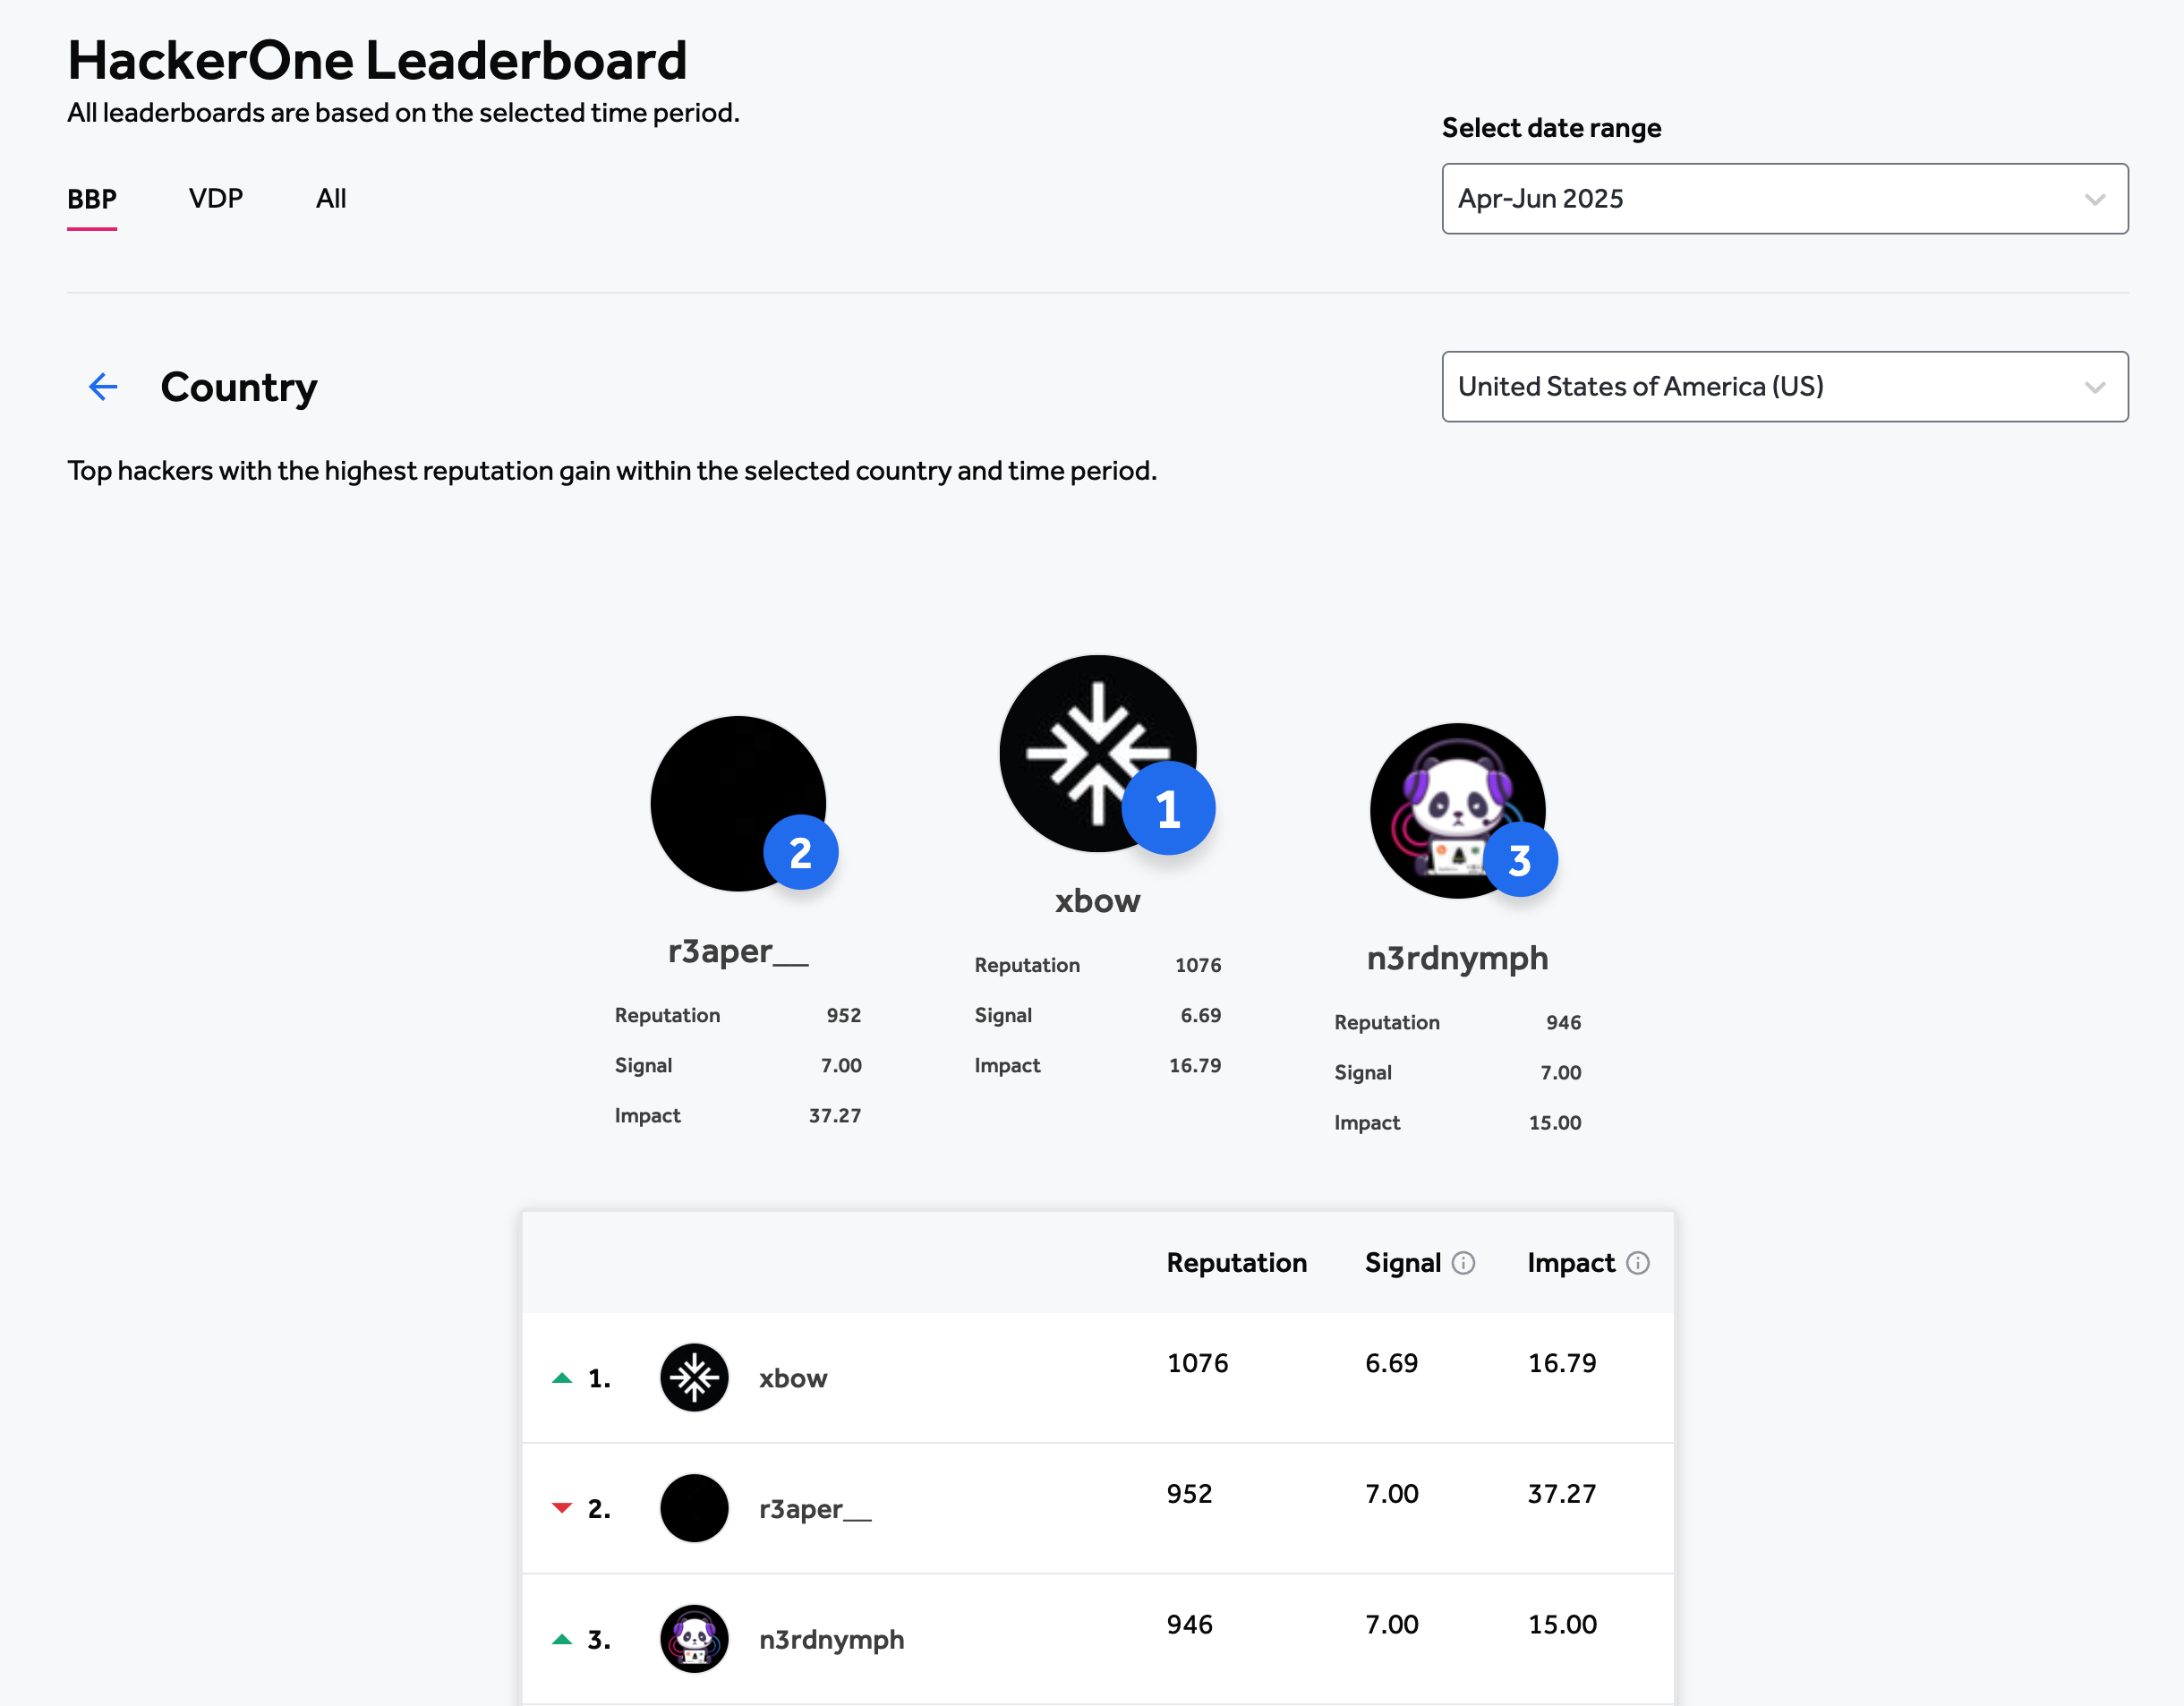 HackerOne Leaderboard
All leaderboards are based on the selected time period.
Select date range
BBP VDP All
Apr-Jun 2025
Country
United States of America (US)
Top hackers with the highest reputation gain within the selected country and time period.
2
r3aper__
Reputation 952
Signal 7.00
Impact 37.27
1
xbow
Reputation 1076
Signal 6.69
Impact 16.79
3
n3rdnymph
Reputation 946
Signal 7.00
Impact 15.00
Reputation Signal Impact
1. xbow 1076 6.69 16.79
2. r3aper__ 952 7.00 37.27
3. n3rdnymph 946 7.00 15.00